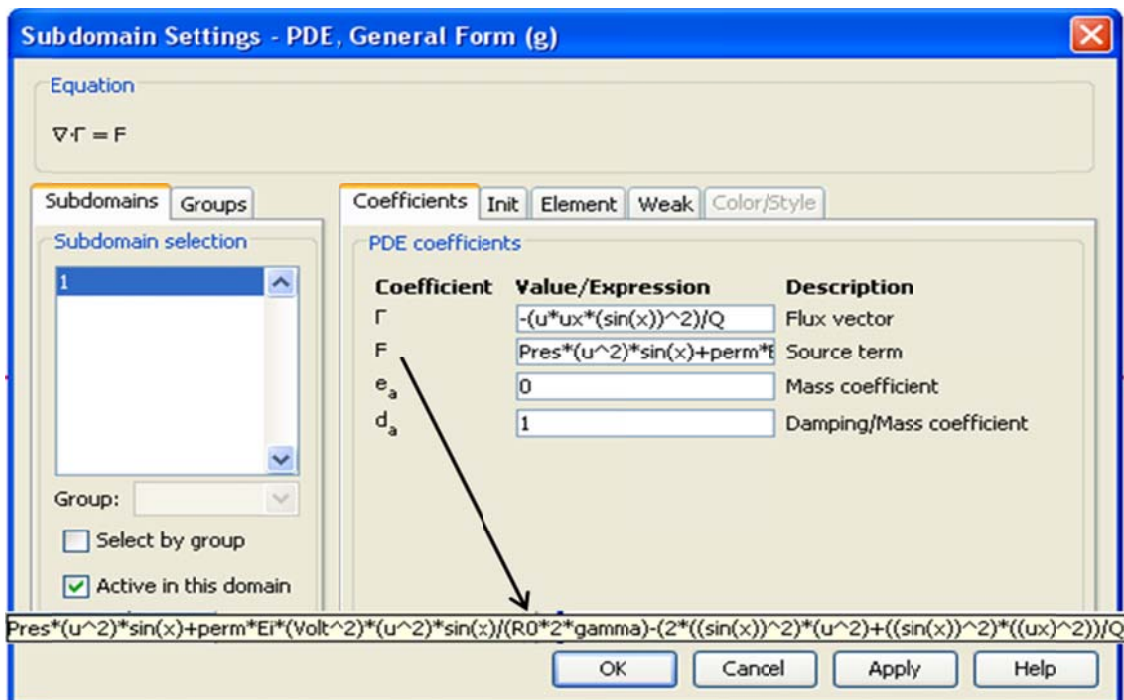 Subdomain Settings - PDE, General Form (g)
Equation
∇·Γ = F
Subdomains Groups
Subdomain selection
1
Group:
Select by group
Active in this domain
Coefficients Init Element Weak Color/Style
PDE coefficients
Coefficient Value/Expression Description
Γ -(u*ux*(sin(x))^2)/Q Flux vector
F Pres*(u^2)*sin(x)+perm*E Source term
eₐ 0 Mass coefficient
dₐ 1 Damping/Mass coefficient
Pres*(u^2)*sin(x)+perm*Ei*(Volt^2)*(u^2)*sin(x)/(R0*2*gamma)-(2*((sin(x))^2)*(u^2)+((sin(x))^2)*((ux)^2))/Q
OK Cancel Apply Help